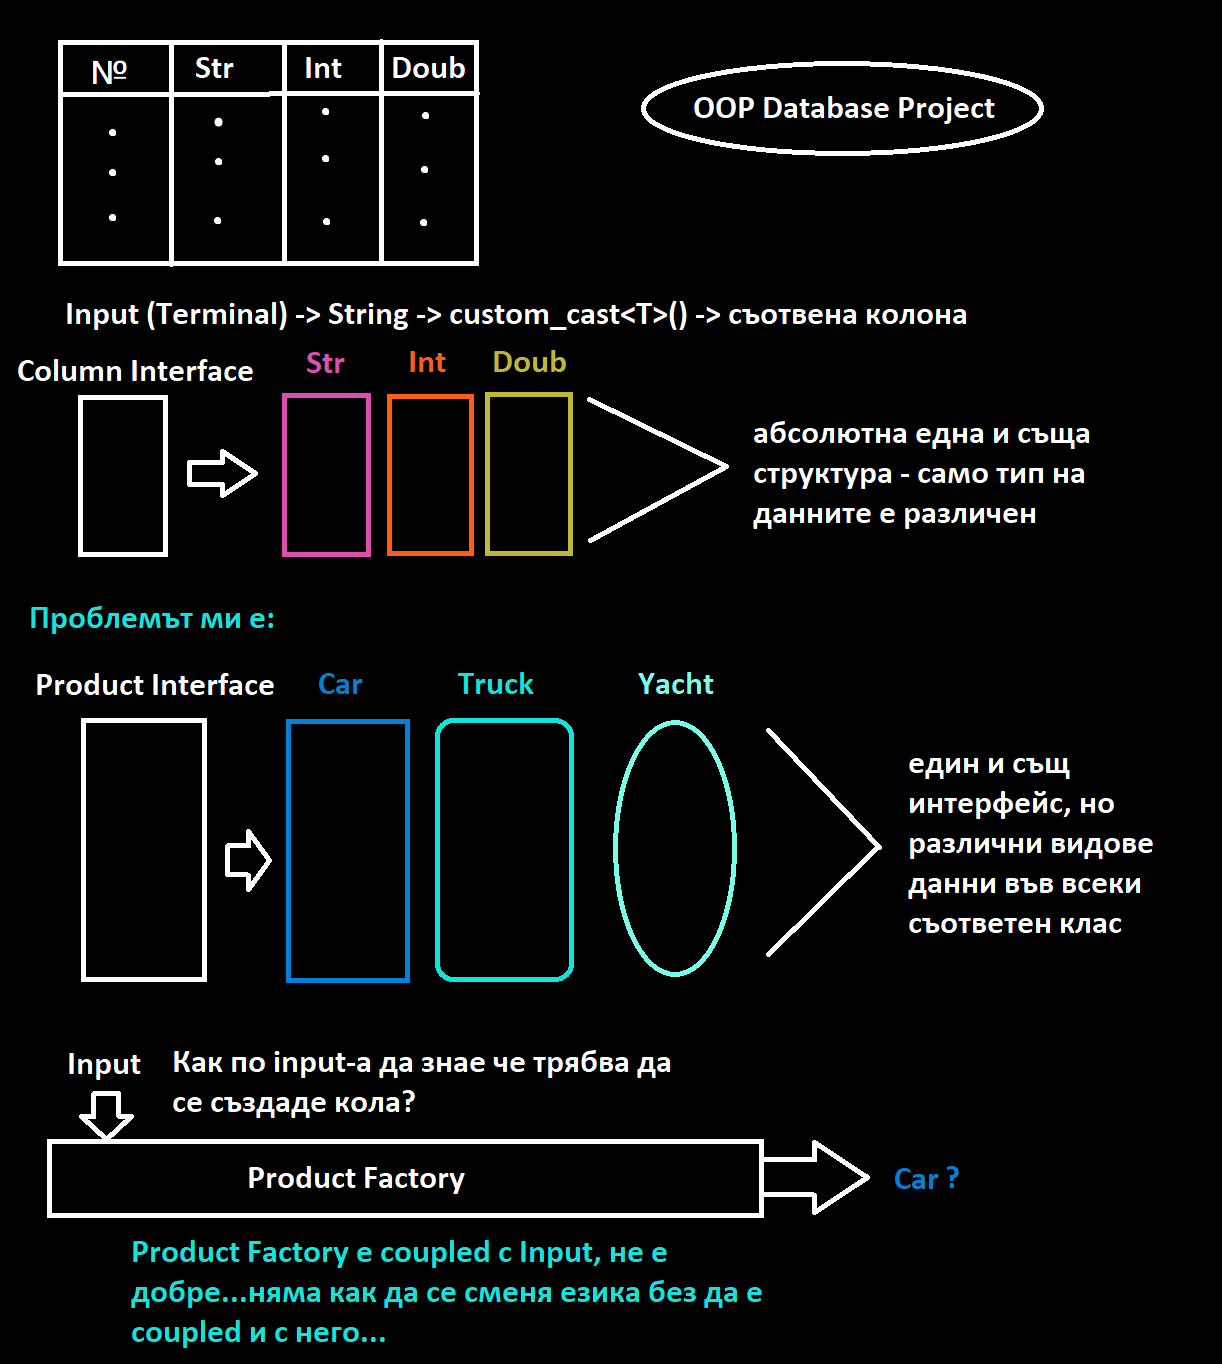 № Str Int Doub
OOP Database Project
Input (Terminal) -> String -> custom_cast<T>() -> съотвена колона
Column Interface Str Int Doub
абсолютна една и съща
структура - само тип на
данните е различен
Проблемът ми е:
Product Interface Car Truck Yacht
един и същ
интерфейс, но
различни видове
данни във всеки
съответен клас
Input
Как по input-а да знае че трябва да
се създаде кола?
Product Factory
Car ?
Product Factory е coupled с Input, не е
добре...няма как да се сменя езика без да е
coupled и с него...